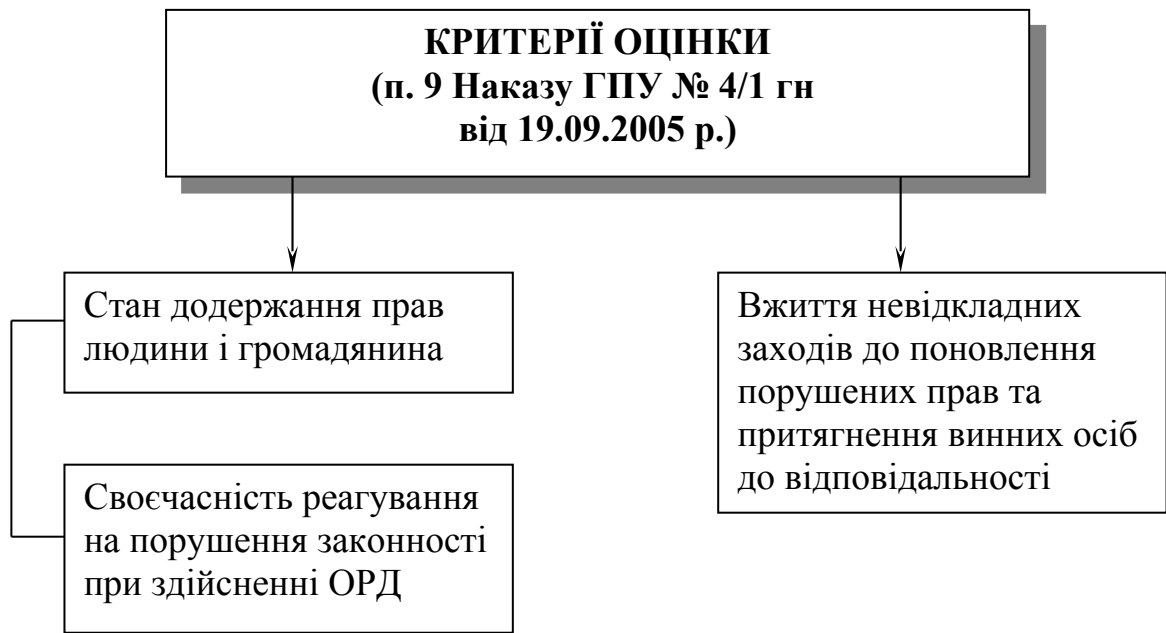 КРИТЕРІЇ ОЦІНКИ
(п. 9 Наказу ГПУ № 4/1 гн
від 19.09.2005 р.)
Стан додержання прав
людини і громадянина
Своєчасність реагування
на порушення законності
при здійсненні ОРД
Вжиття невідкладних
заходів до поновлення
порушених прав та
притягнення винних осіб
до відповідальності